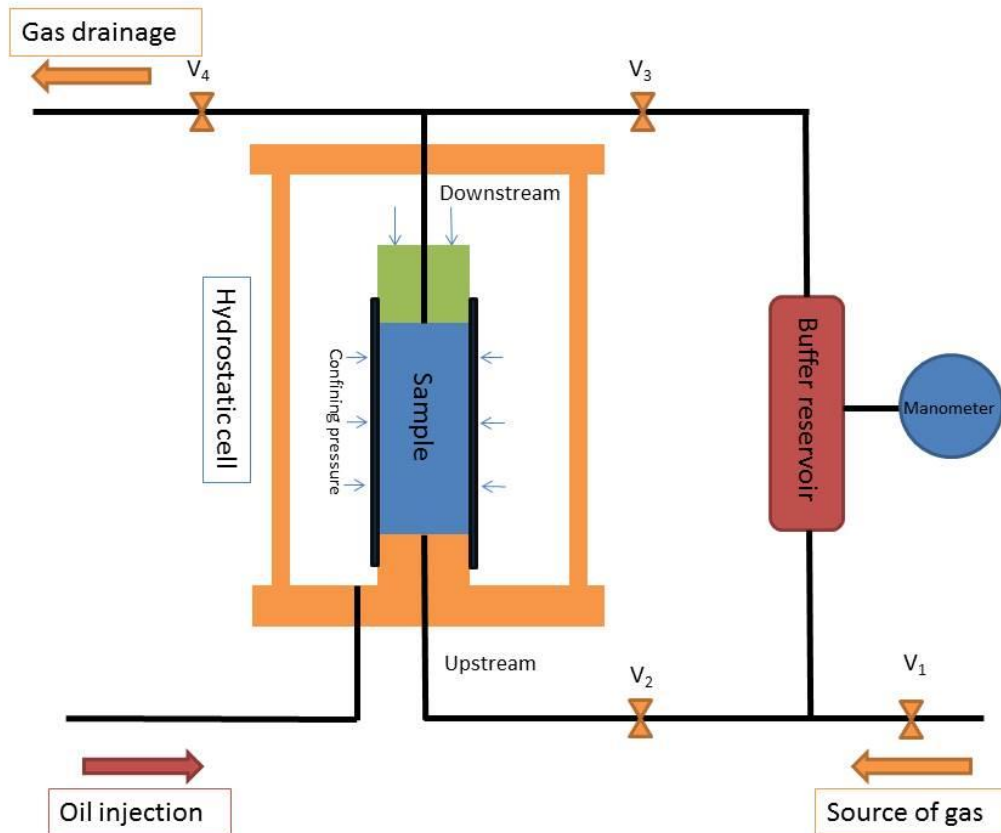 Gas drainage
V4
V3
Downstream
Hydrostatic cell
Confining pressure
Sample
Buffer reservoir
Manometer
Upstream
V2
V1
Oil injection
Source of gas